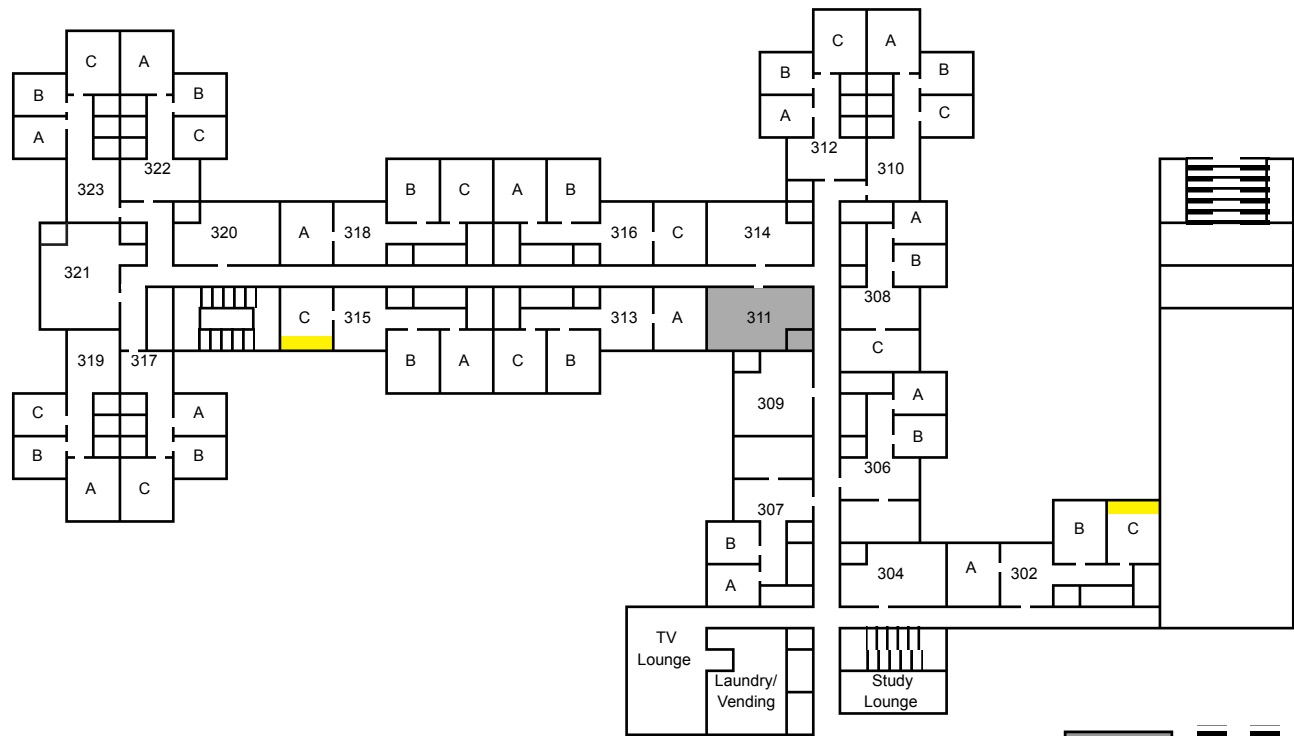 C A
C A B B
B B
A C
A C
312
322 310
323 B C A B
A
320 A 318 316 C 314
B
321
308
C 315 313 A 311
C
319 317 B A C B
A
309
C A
B
B B
306
A C
307
B C
B
304 A 302
A
TV
Lounge
Laundry/
Vending
Study
Lounge